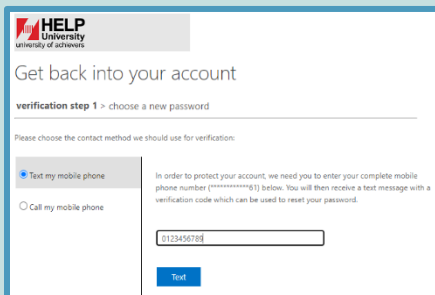 HELP
University
university of achievers
Get back into your account
verification step 1 > choose a new password
Please choose the contact method we should use for verification:
Text my mobile phone
Call my mobile phone
In order to protect your account, we need you to enter your complete mobile
phone number (************61) below. You will then receive a text message with a
verification code which can be used to reset your password.
0123456789
Text